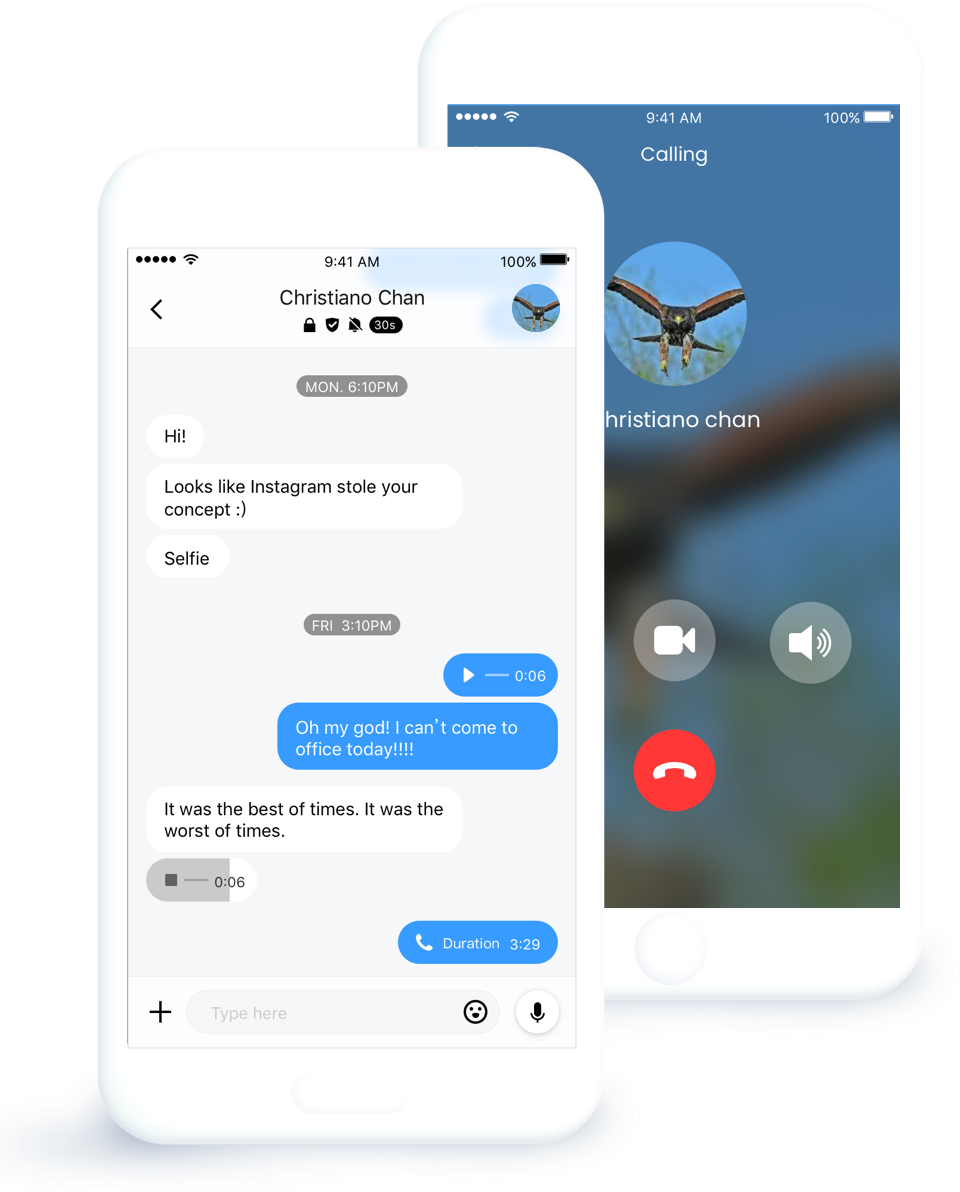 9:41 AM
100%
Calling
hristiano chan
9:41 AM
100%
Christiano Chan
30s
MON. 6:10PM
Hi!
Looks like Instagram stole your
concept :)
Selfie
FRI 3:10PM
0:06
Oh my god! I can’t come to
office today!!!!
It was the best of times. It was the
worst of times.
0:06
Duration 3:29
Type here